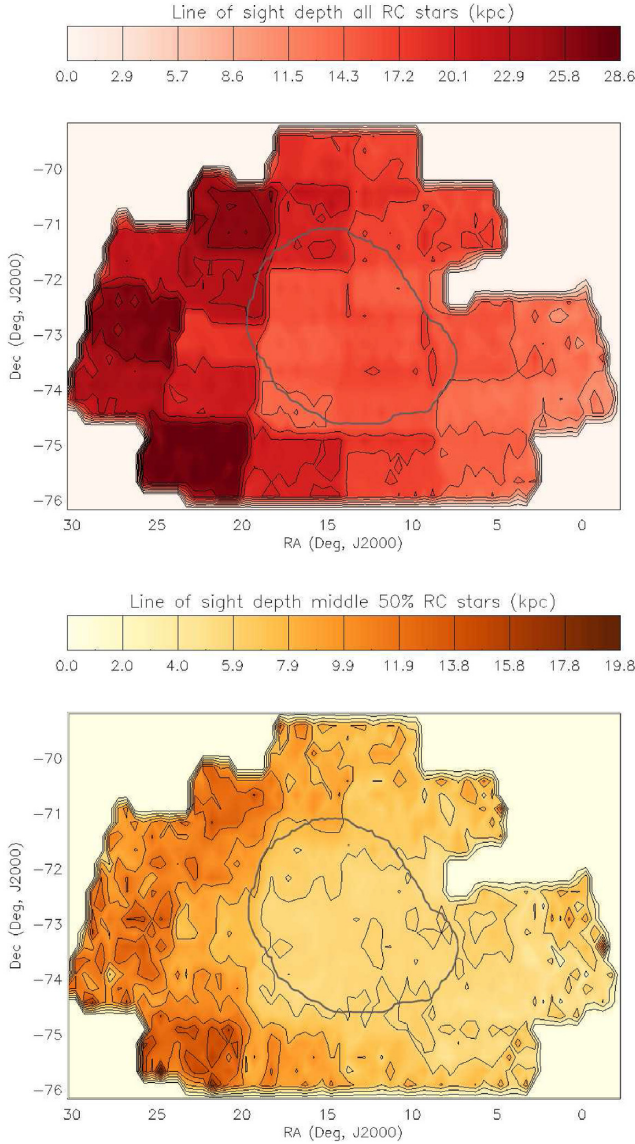 Line of sight depth all RC stars (kpc)
0.0 2.9 5.7 8.6 11.5 14.3 17.2 20.1 22.9 25.8 28.6
-70
-71
-72
-73
-74
-75
-76
Dec (Deg, J2000)
30 25 20 15 10 5 0
RA (Deg, J2000)
Line of sight depth middle 50% RC stars (kpc)
0.0 2.0 4.0 5.9 7.9 9.9 11.9 13.8 15.8 17.8 19.8
-70
-71
-72
-73
-74
-75
-76
Dec (Deg, J2000)
30 25 20 15 10 5 0
RA (Deg, J2000)